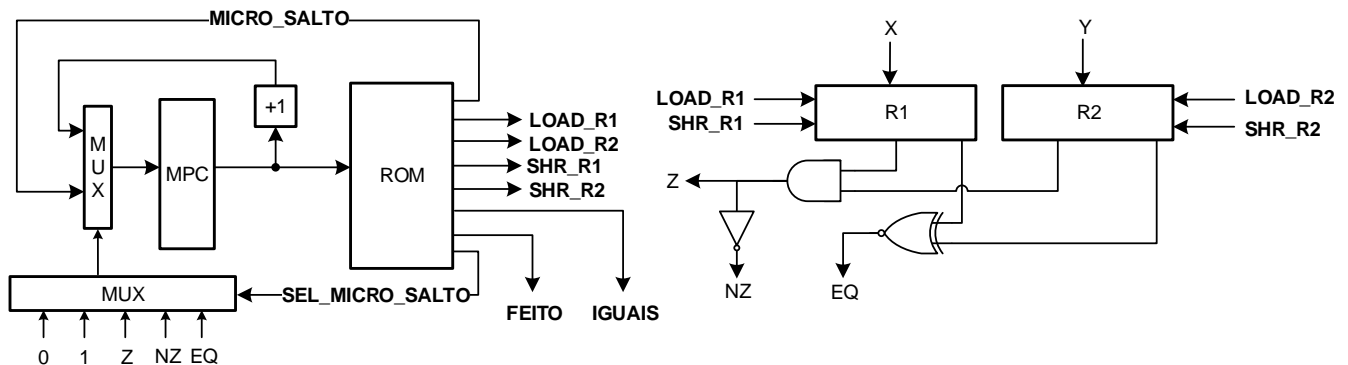 MICRO_SALTO
+1
M
U
X
MPC
ROM
LOAD_R1
LOAD_R2
SHR_R1
SHR_R2
MUX
SEL_MICRO_SALTO
FEITO
IGUAIS
0
1
Z
NZ
EQ
X
Y
LOAD_R1
SHR_R1
R1
R2
LOAD_R2
SHR_R2
Z
NZ
EQ